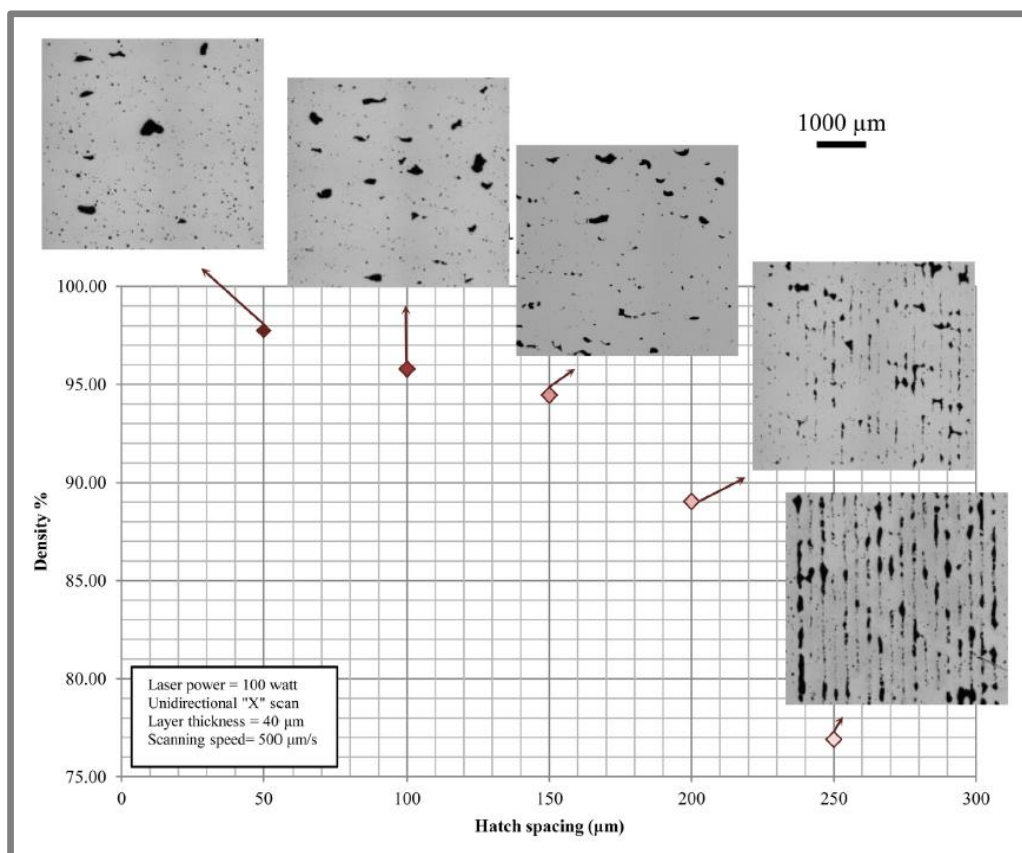 1000 µm
100.00
95.00
90.00
85.00
80.00
75.00
Density %
Laser power = 100 watt
Unidirectional "X" scan
Layer thickness = 40 µm
Scanning speed= 500 µm/s
0
50
100
150
200
250
300
Hatch spacing (µm)